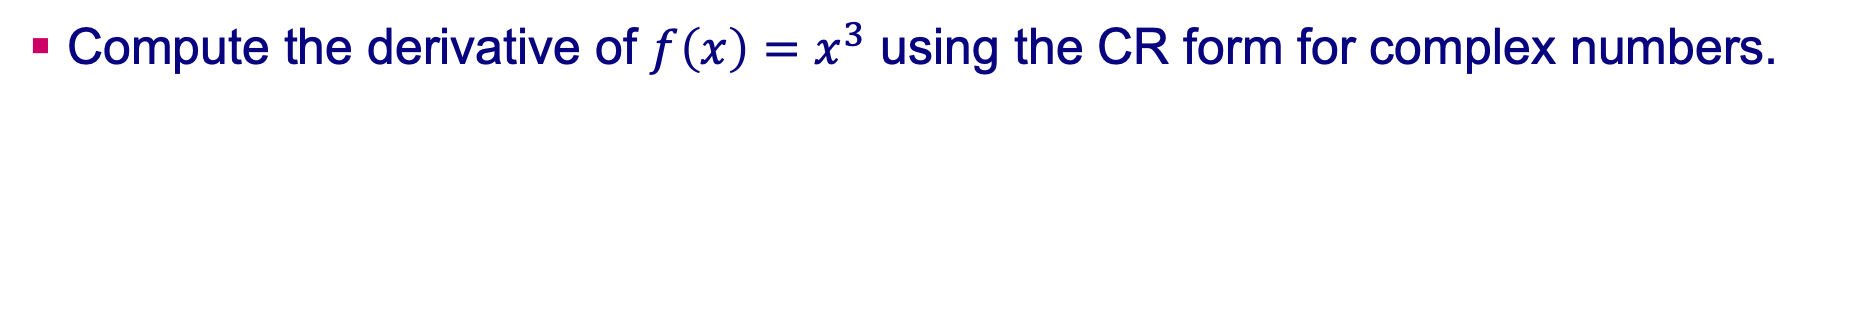 ▪ Compute the derivative of 𝑓(𝑥) = 𝑥³ using the CR form for complex numbers.